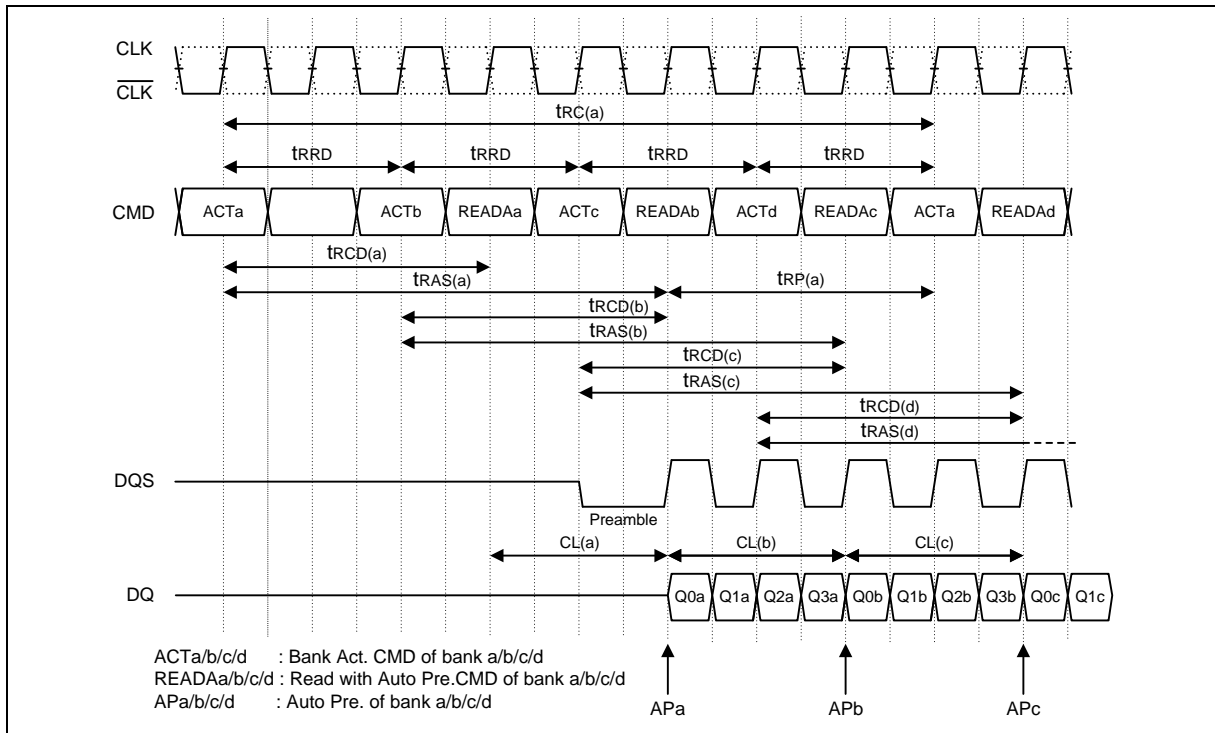 CLK
CLK
tRC(a)
tRRD tRRD tRRD tRRD
CMD ACTa ACTb READAa ACTc READAb ACTd READAc ACTa READAd
tRCD(a)
tRAS(a) tRP(a)
tRCD(b)
tRAS(b)
tRCD(c)
tRAS(c)
tRCD(d)
tRAS(d)
DQS
Preamble
CL(a) CL(b) CL(c)
DQ Q0a Q1a Q2a Q3a Q0b Q1b Q2b Q3b Q0c Q1c
ACTa/b/c/d : Bank Act. CMD of bank a/b/c/d
READAa/b/c/d : Read with Auto Pre.CMD of bank a/b/c/d
APa/b/c/d : Auto Pre. of bank a/b/c/d
APa APb APc